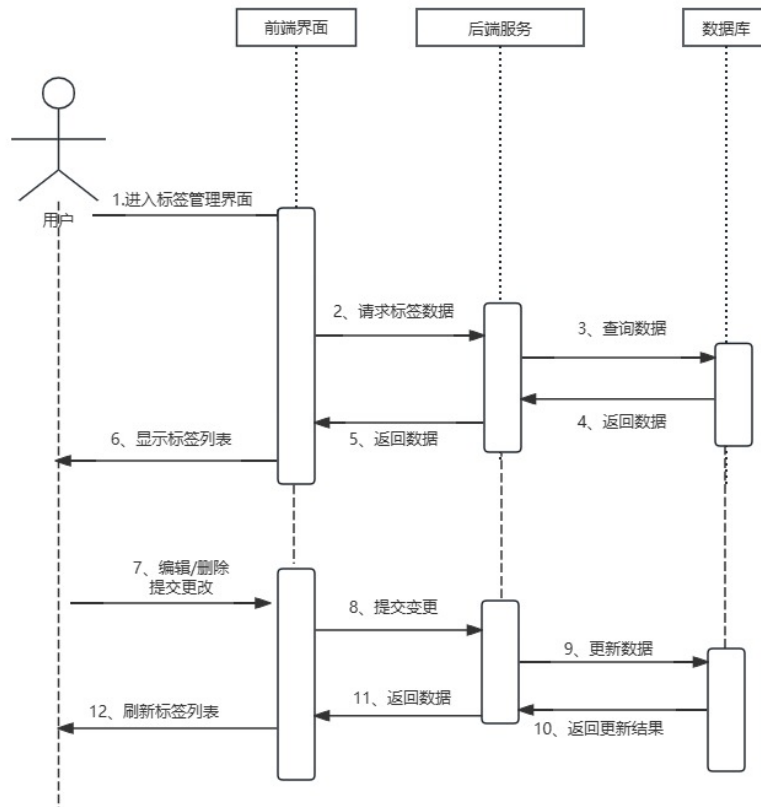 前端界面
后端服务
数据库
用户
1.进入标签管理界面
2、请求标签数据
3、查询数据
4、返回数据
5、返回数据
6、显示标签列表
7、编辑/删除
提交更改
8、提交变更
9、更新数据
10、返回更新结果
11、返回数据
12、刷新标签列表